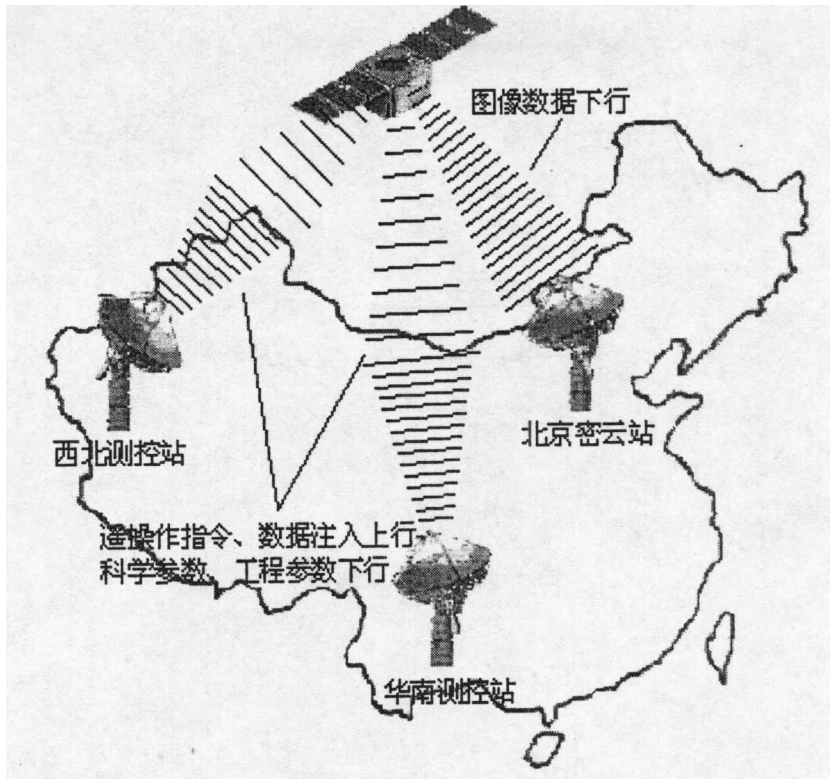 图像数据下行
西北测控站
北京密云站
遥操作指令、数据注入上行
科学参数、工程参数下行
华南测控站